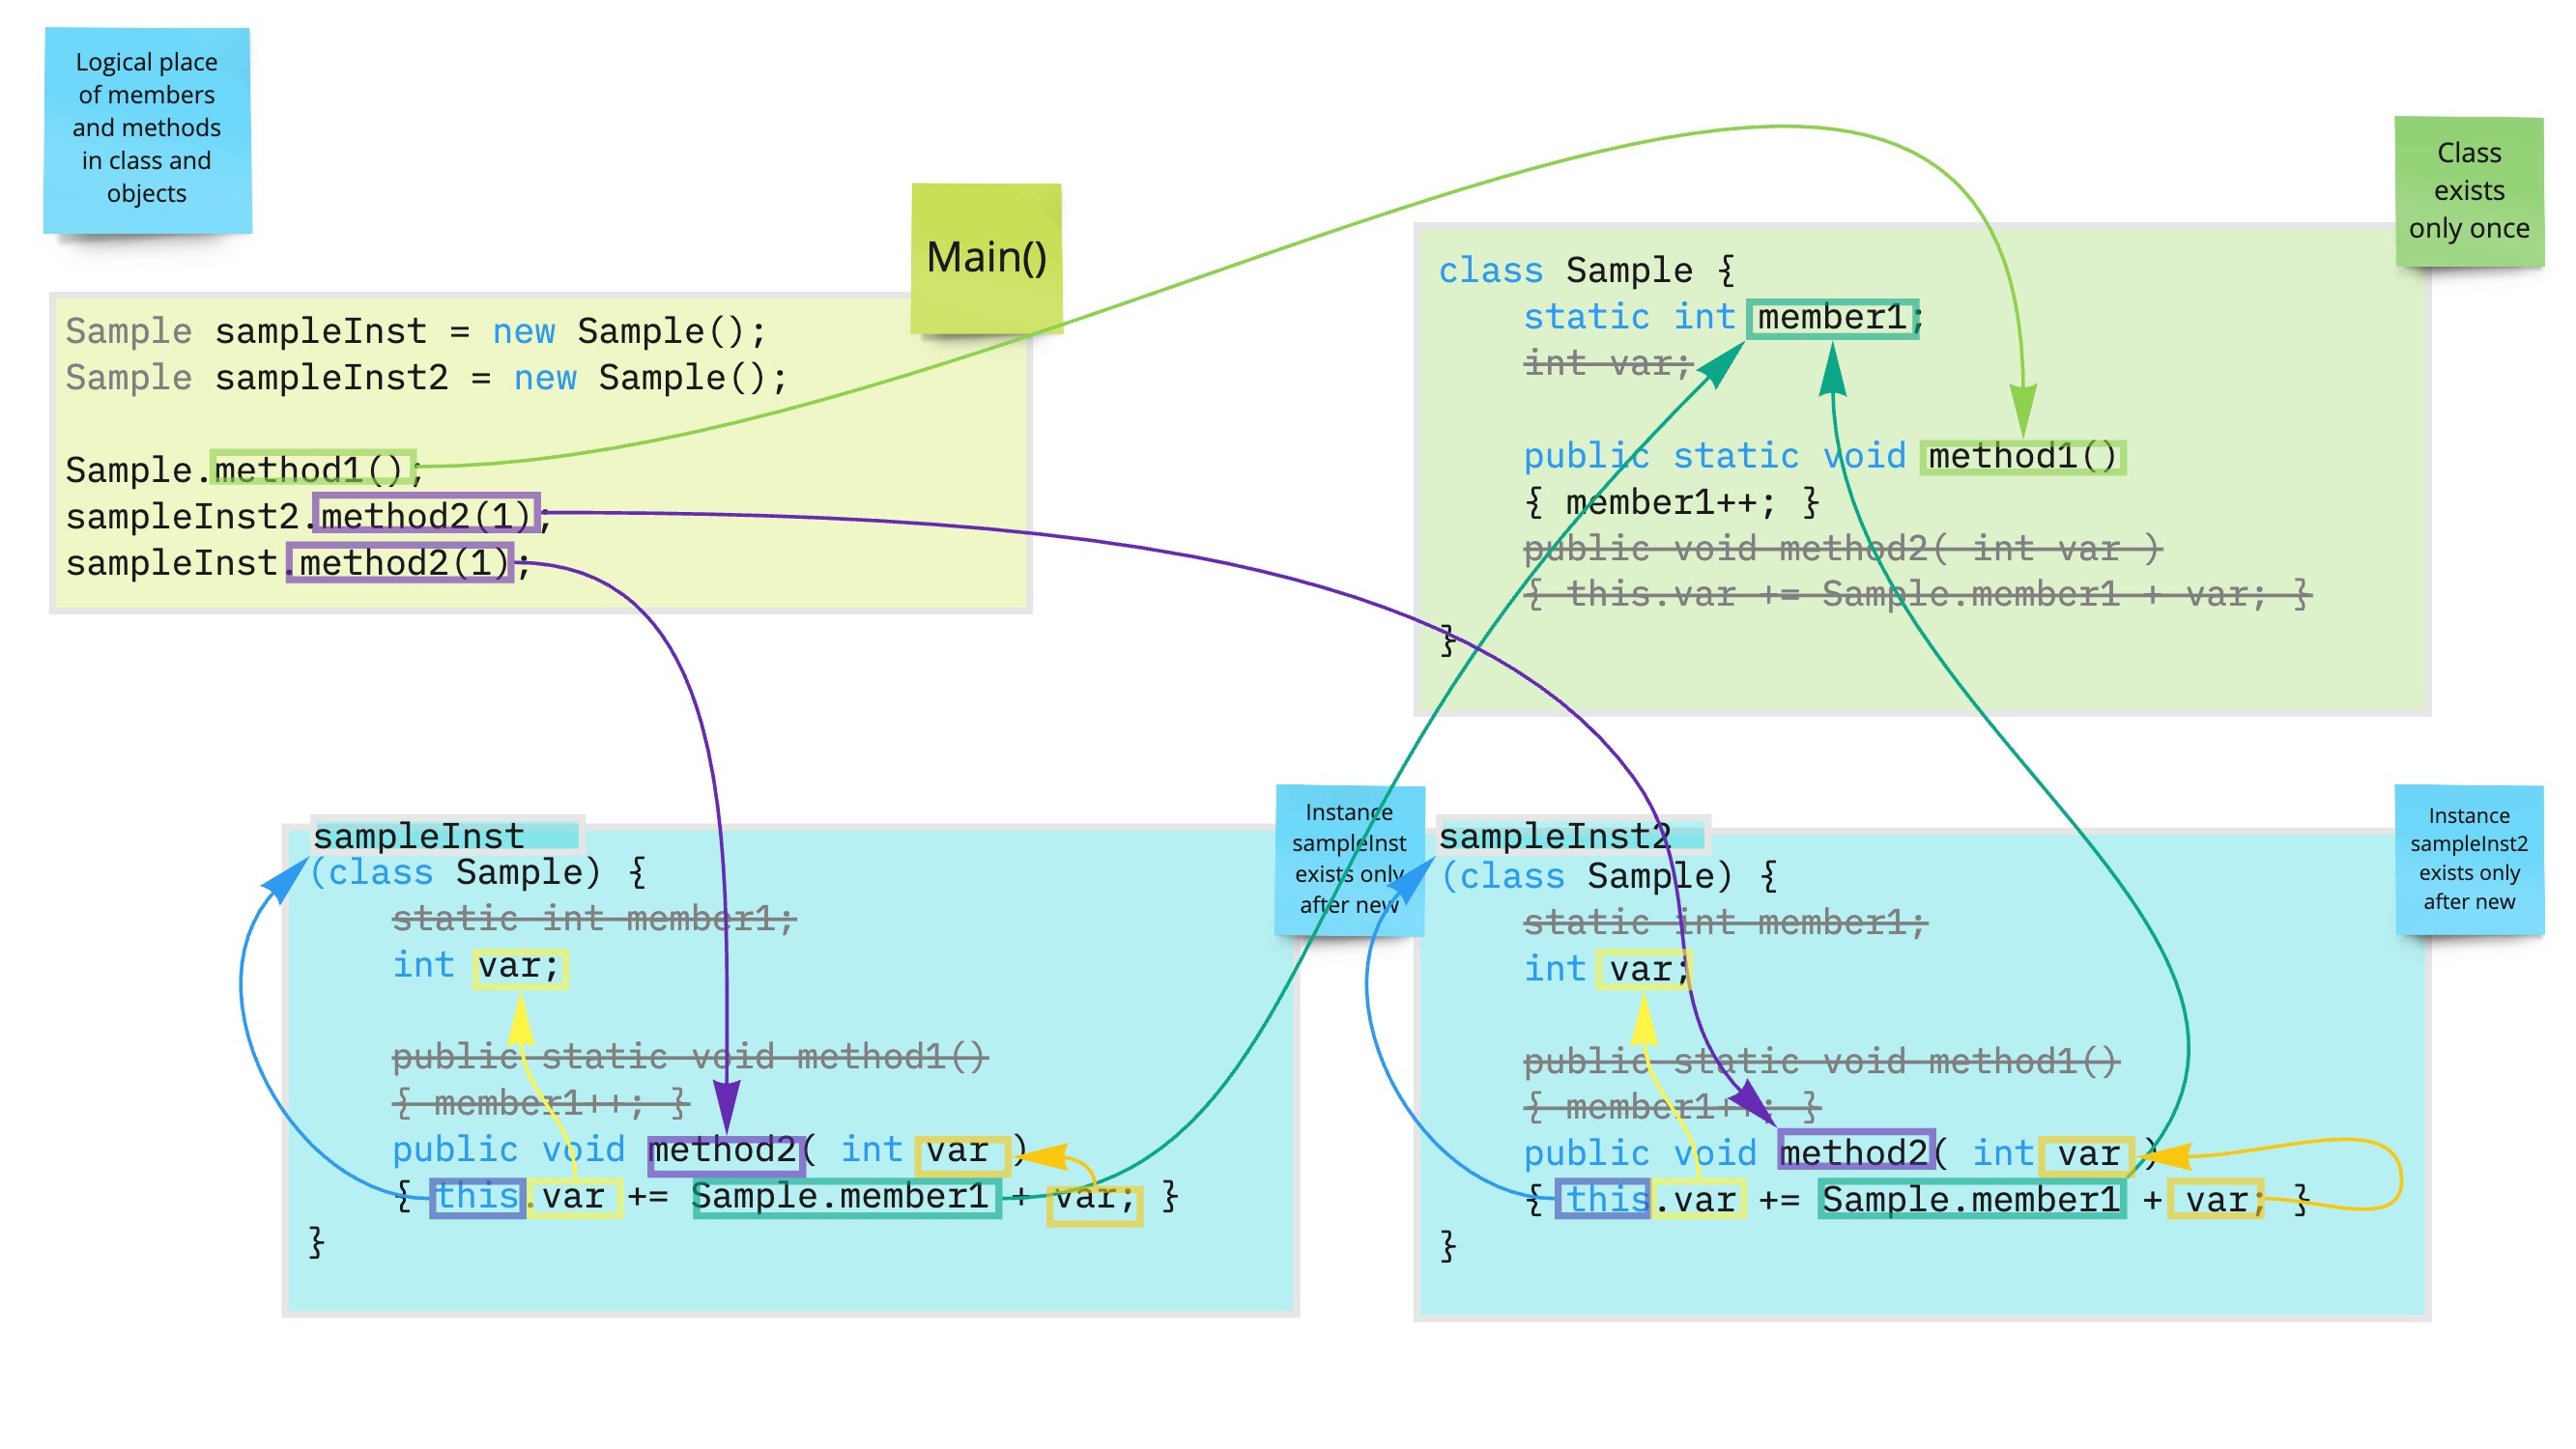 Logical place
of members
and methods
in class and
objects
Main()
Sample sampleInst = new Sample();
Sample sampleInst2 = new Sample();
Sample.method1();
sampleInst2.method2(1);
sampleInst.method2(1);
Class
exists
only once
class Sample {
static int member1;
int var;
public static void method1()
{ member1++; }
public void method2( int var )
{ this.var += Sample.member1 + var; }
}
Instance
sampleInst
exists only
after new
sampleInst
(class Sample) {
static int member1;
int var;
public static void method1()
{ member1++; }
public void method2( int var )
{ this.var += Sample.member1 + var; }
}
Instance
sampleInst2
exists only
after new
sampleInst2
(class Sample) {
static int member1;
int var;
public static void method1()
{ member1++; }
public void method2( int var )
{ this.var += Sample.member1 + var; }
}